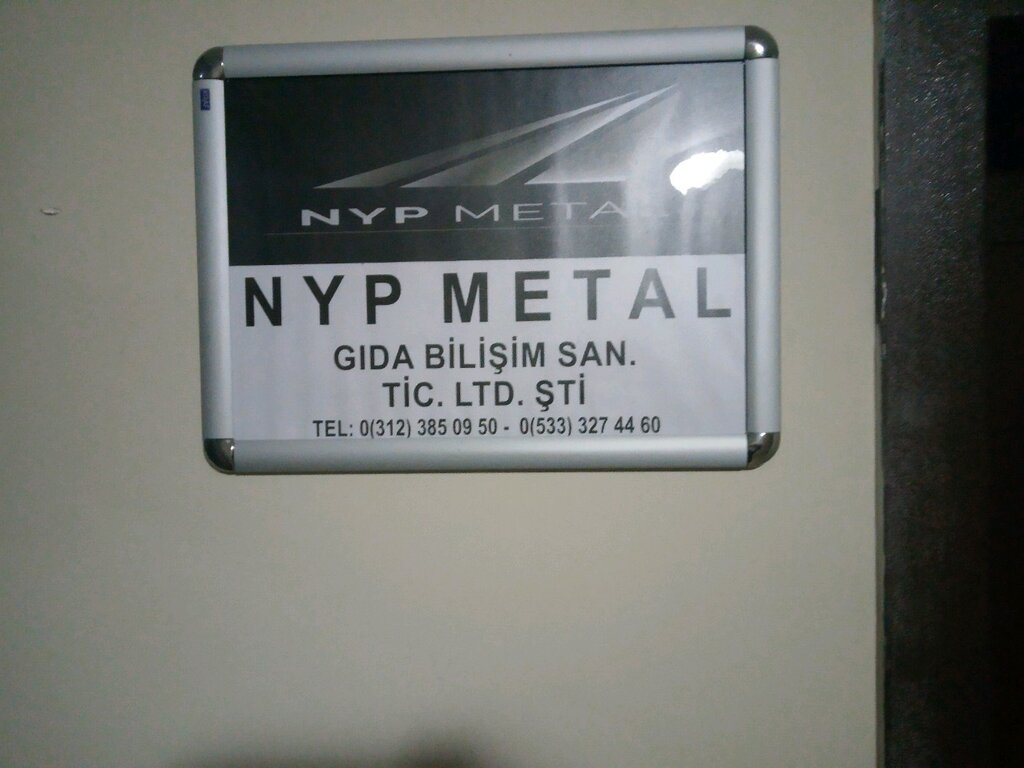 NYP METAL
NYP METAL
GIDA BİLİŞİM SAN.
TİC. LTD. ŞTİ
TEL: 0(312) 385 09 50 - 0(533) 327 44 60